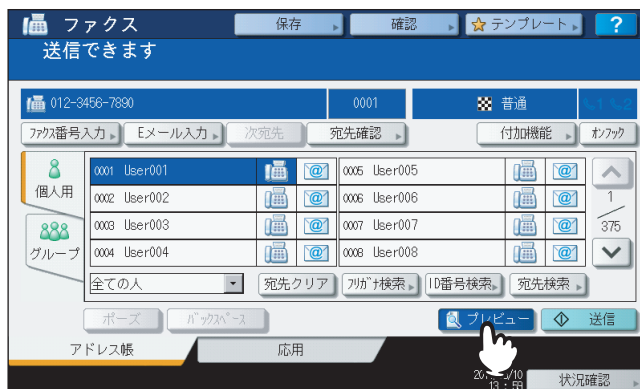 ファクス 保存 確認 テンプレート ?
送信できます
012-3456-7890 0001 普通 1 2
ファクス番号入力 Eメール入力 次宛先 宛先確認 付加機能 オンフック
個人用
グループ
0001 User001 0005 User005
0002 User002 0006 User006
0003 User003 0007 User007
0004 User004 0008 User008
1
375
全ての人 宛先クリア フリガナ検索 ID番号検索 宛先検索
ポーズ バックスペース プレビュー 送信
アドレス帳 応用
13:59 状況確認